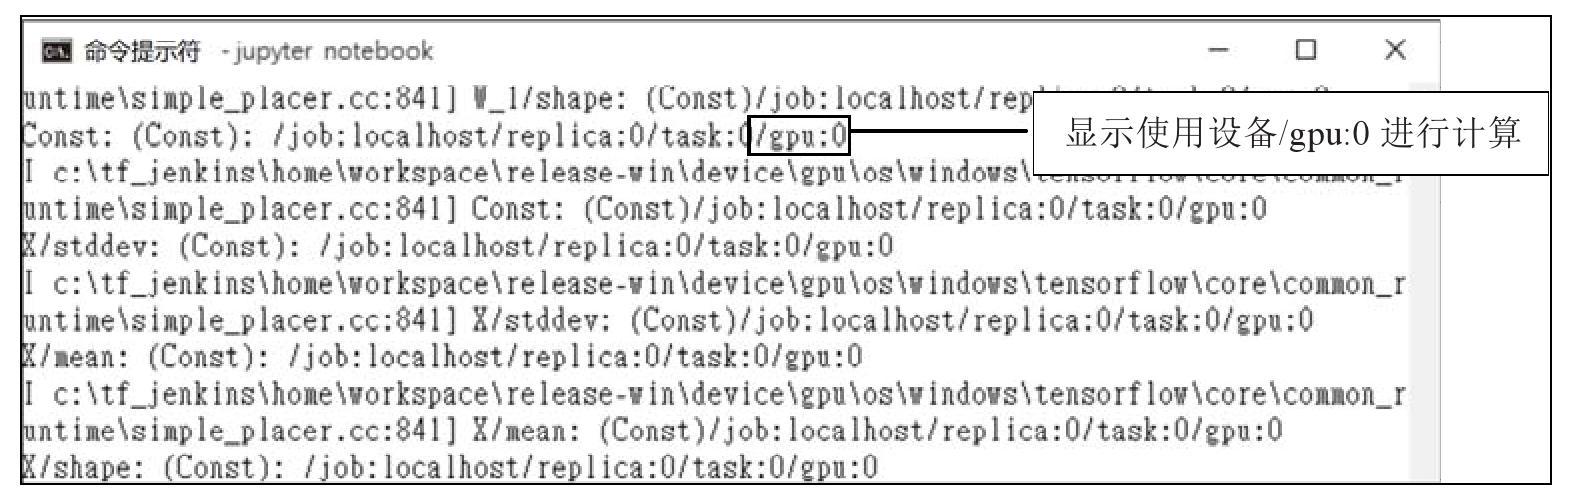 命令提示符 - jupyter notebook
untime\simple_placer.cc:841] W_1/shape: (Const)/job:localhost/rep
Const: (Const): /job:localhost/replica:0/task:0/gpu:0
显示使用设备/gpu:0 进行计算
I c:\tf_jenkins\home\workspace\release-win\device\gpu\os\windows\tensorflow\core\common_r
untime\simple_placer.cc:841] Const: (Const)/job:localhost/replica:0/task:0/gpu:0
X/stddev: (Const): /job:localhost/replica:0/task:0/gpu:0
I c:\tf_jenkins\home\workspace\release-win\device\gpu\os\windows\tensorflow\core\common_r
untime\simple_placer.cc:841] X/stddev: (Const)/job:localhost/replica:0/task:0/gpu:0
X/mean: (Const): /job:localhost/replica:0/task:0/gpu:0
I c:\tf_jenkins\home\workspace\release-win\device\gpu\os\windows\tensorflow\core\common_r
untime\simple_placer.cc:841] X/mean: (Const)/job:localhost/replica:0/task:0/gpu:0
X/shape: (Const): /job:localhost/replica:0/task:0/gpu:0